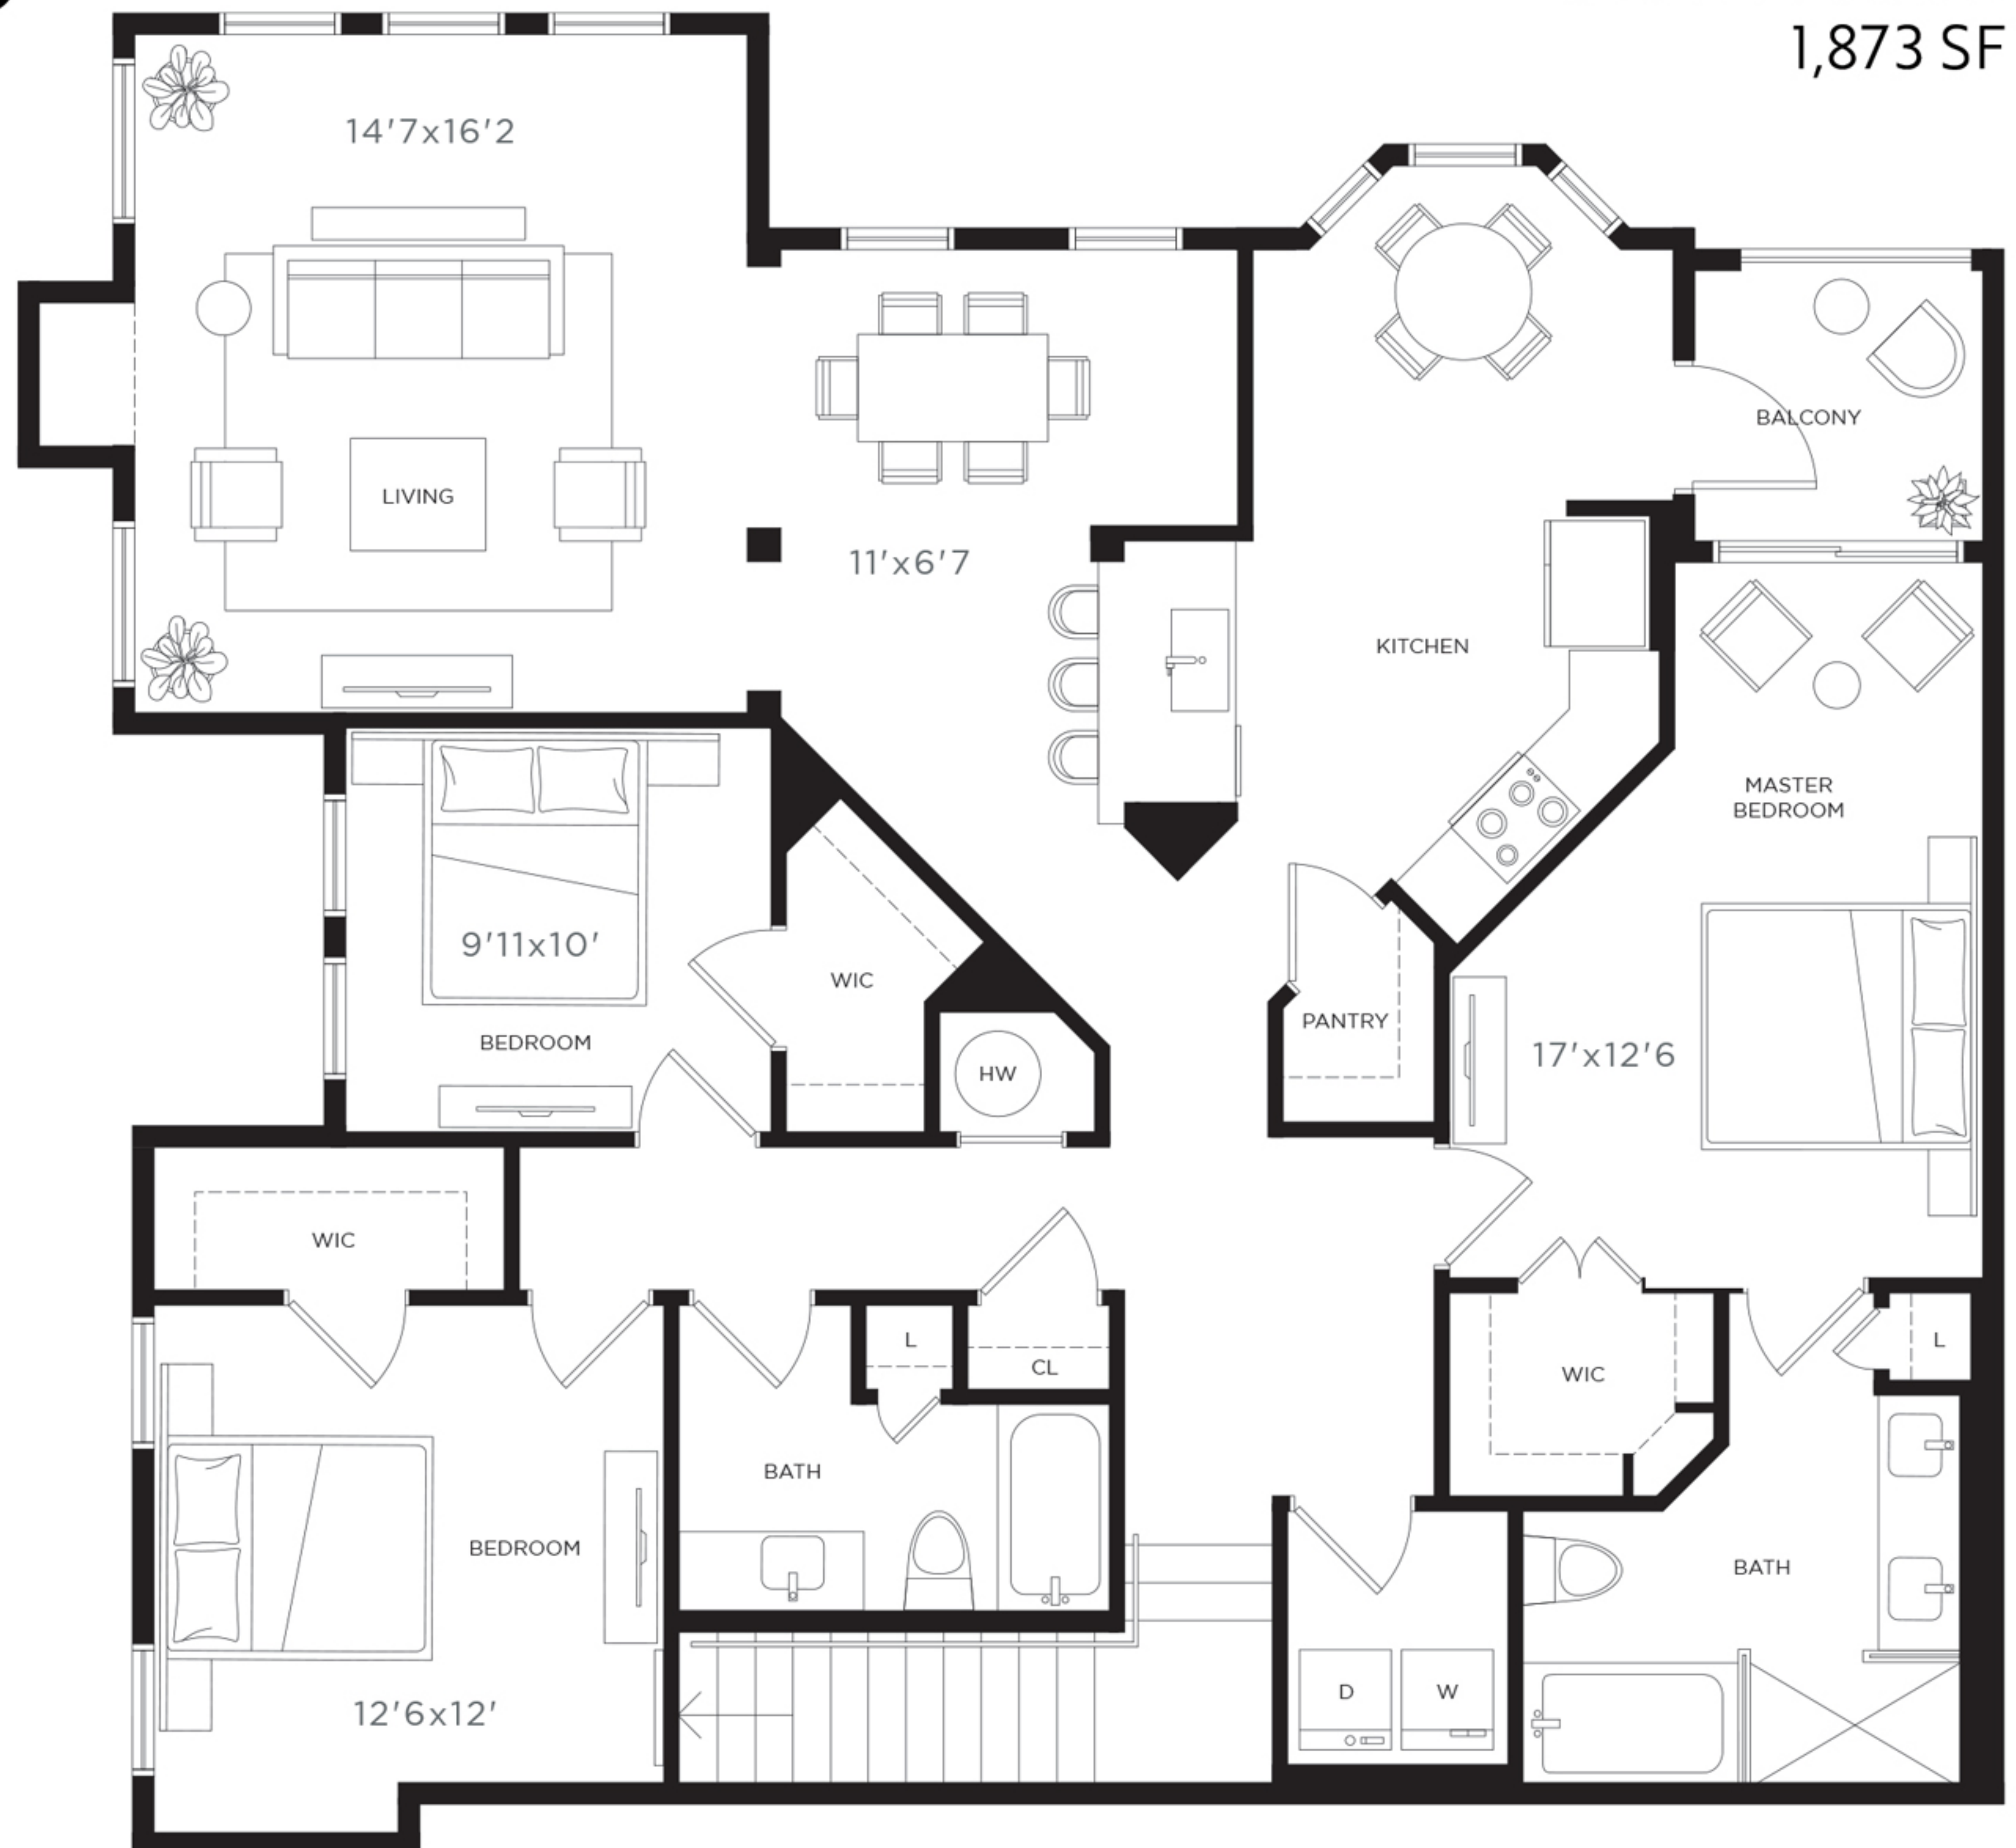 1,873 SF
14'7x16'2
LIVING
11'x6'7
BALCONY
KITCHEN
MASTER
BEDROOM
9'11x10'
BEDROOM
WIC
HW
PANTRY
17'x12'6
WIC
L
CL
WIC
L
BATH
BEDROOM
BATH
12'6x12'
D
W